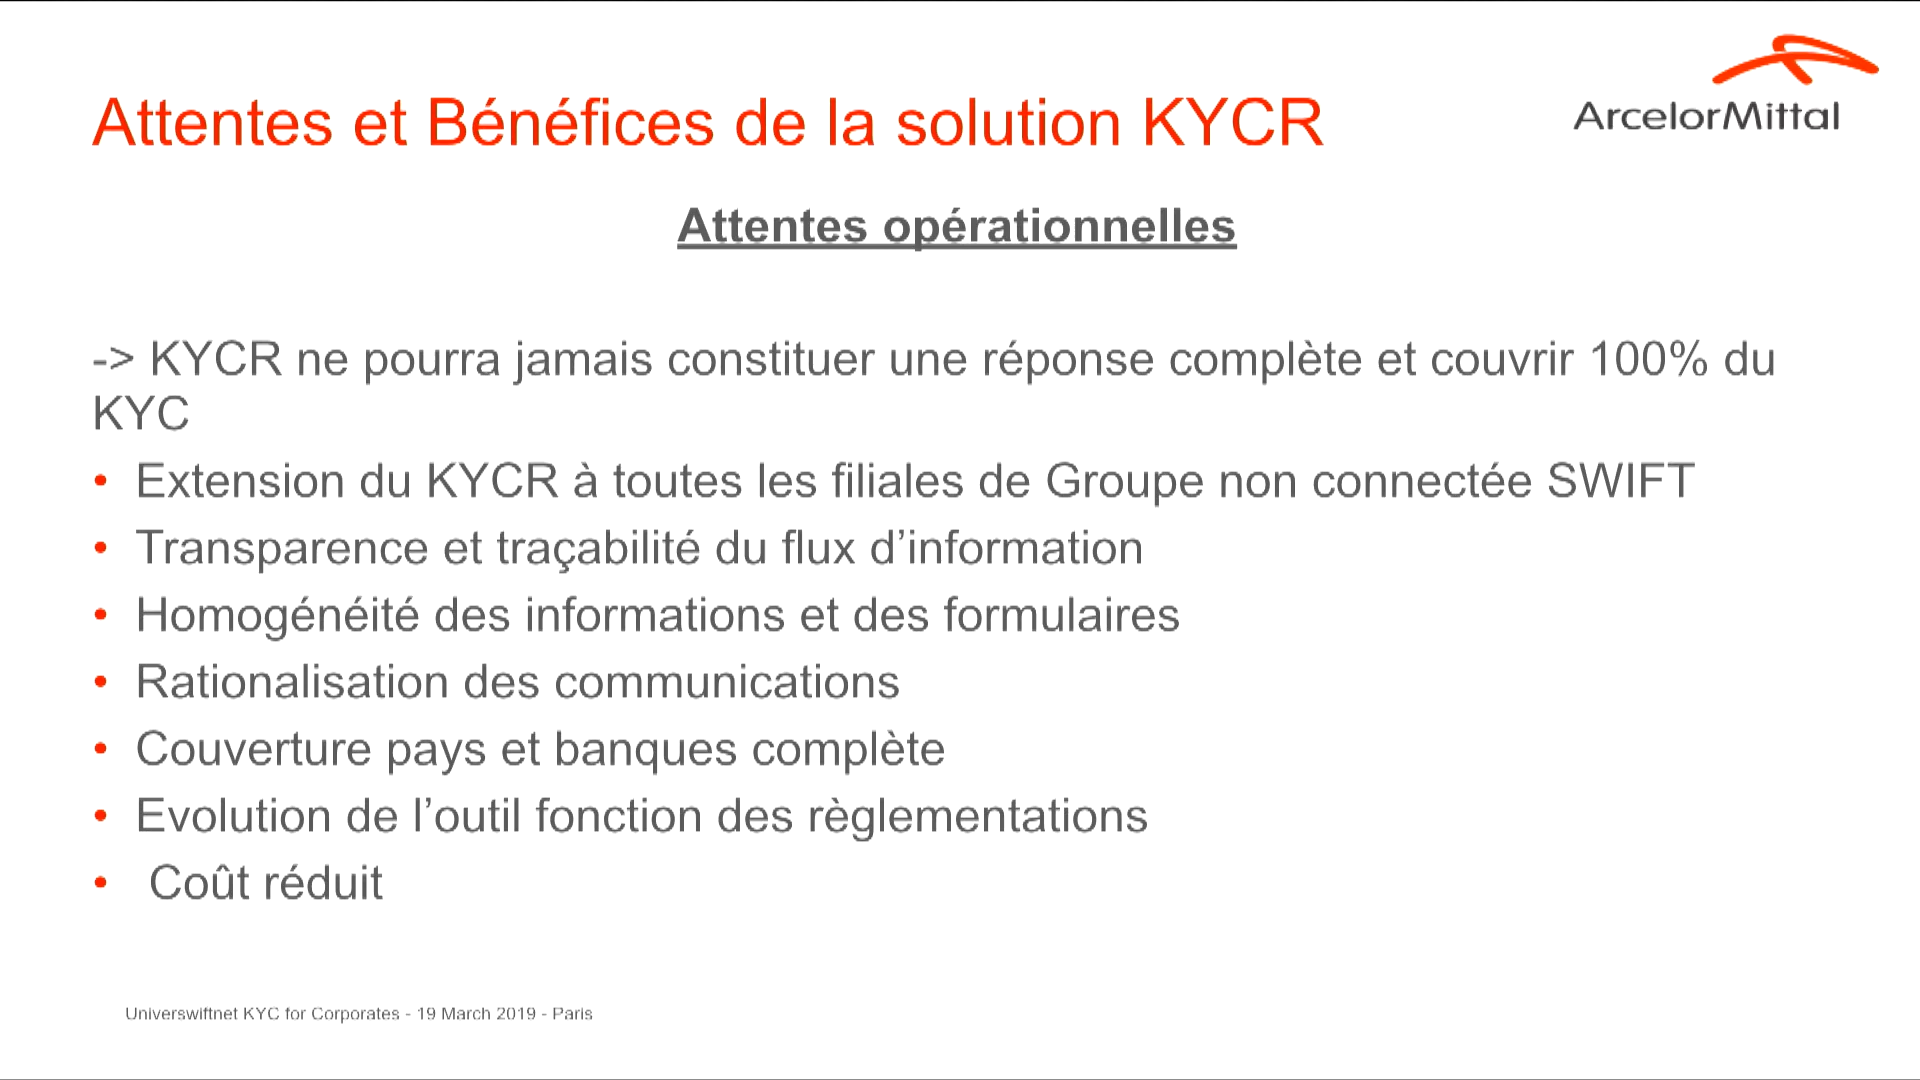 ArcelorMittal
Attentes et Bénéfices de la solution KYCR
Attentes opérationnelles
-> KYCR ne pourra jamais constituer une réponse complète et couvrir 100% du
KYC
• Extension du KYCR à toutes les filiales de Groupe non connectée SWIFT
• Transparence et traçabilité du flux d’information
• Homogénéité des informations et des formulaires
• Rationalisation des communications
• Couverture pays et banques complète
• Evolution de l’outil fonction des règlementations
• Coût réduit
Universwiftnet KYC for Corporates - 19 March 2019 - Paris